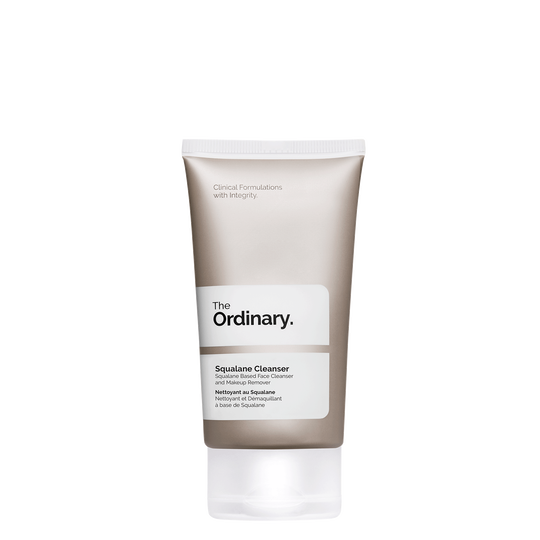 Clinical Formulations
with Integrity.
The
Ordinary.
Squalane Cleanser
Squalane Based Face Cleanser
and Makeup Remover
Nettoyant au Squalane
Nettoyant et Démaquillant
à base de Squalane